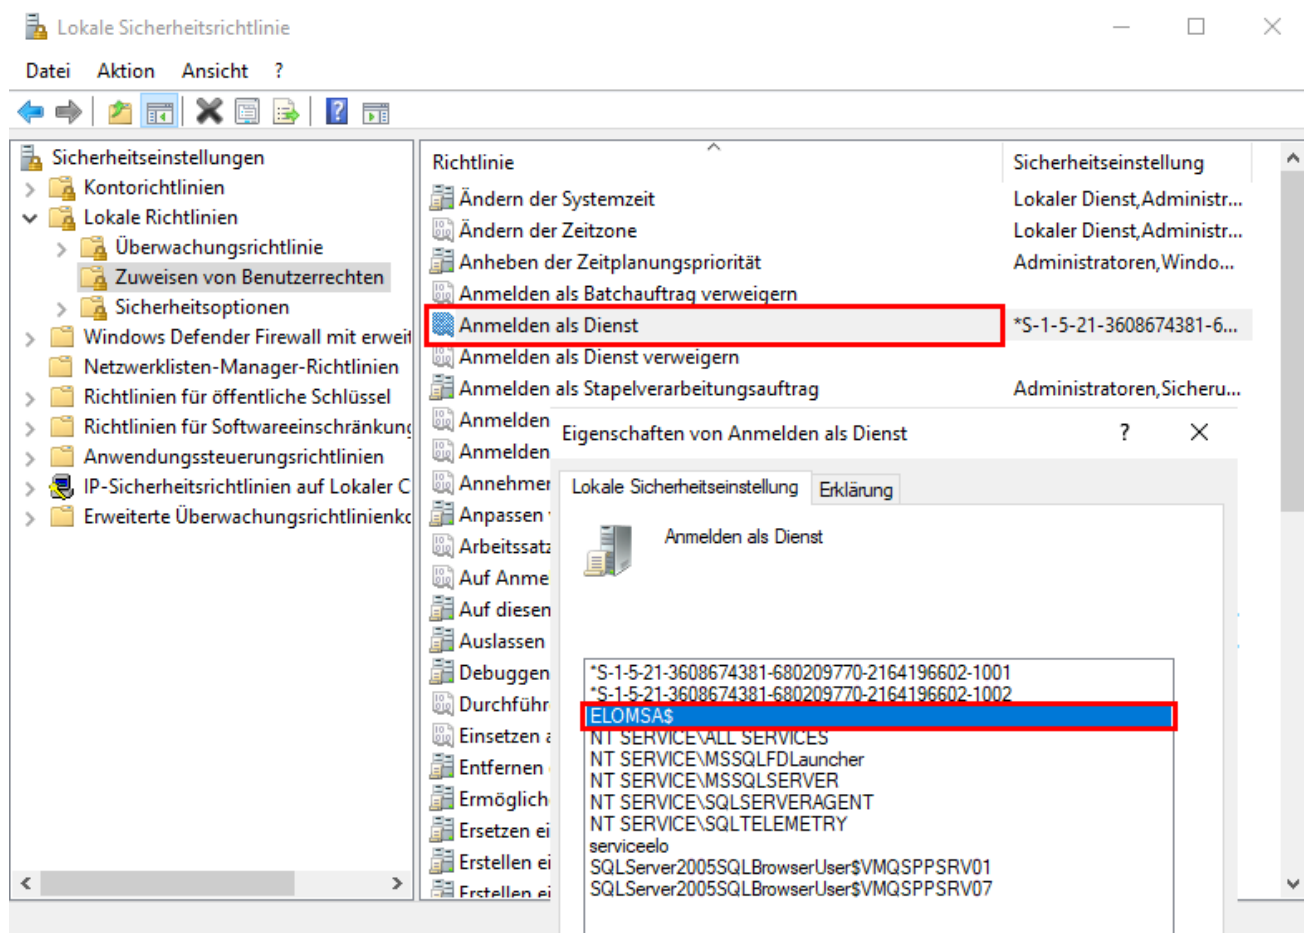 Lokale Sicherheitsrichtlinie
Datei Aktion Ansicht ?
Sicherheitseinstellungen
Kontorichtlinien
Lokale Richtlinien
Überwachungsrichtlinie
Zuweisen von Benutzerrechten
Sicherheitsoptionen
Windows Defender Firewall mit erweit
Netzwerklisten-Manager-Richtlinien
Richtlinien für öffentliche Schlüssel
Richtlinien für Softwareeinschränkung
Anwendungssteuerungsrichtlinien
IP-Sicherheitsrichtlinien auf Lokaler C
Erweiterte Überwachungsrichtlinienko
Richtlinie Sicherheitseinstellung
Ändern der Systemzeit Lokaler Dienst,Administr...
Ändern der Zeitzone Lokaler Dienst,Administr...
Anheben der Zeitplanungspriorität Administratoren,Windo...
Anmelden als Batchauftrag verweigern
Anmelden als Dienst *S-1-5-21-3608674381-6...
Anmelden als Dienst verweigern
Anmelden als Stapelverarbeitungsauftrag Administratoren,Sicheru...
Anmelden
Anmelden
Annehmer
Anpassen
Arbeitssatz
Auf Anme
Auf diesen
Auslassen
Debuggen
Durchführ
Einsetzen a
Entfernen
Ermöglich
Ersetzen ei
Erstellen ei
Erstellen ei
Eigenschaften von Anmelden als Dienst ?
Lokale Sicherheitseinstellung Erklärung
Anmelden als Dienst
*S-1-5-21-3608674381-680209770-2164196602-1001
*S-1-5-21-3608674381-680209770-2164196602-1002
ELOMSA$
NT SERVICE\ALL SERVICES
NT SERVICE\MSSQLFDLauncher
NT SERVICE\MSSQLSERVER
NT SERVICE\SQLSERVERAGENT
NT SERVICE\SQLTELEMETRY
serviceelo
SQLServer2005SQLBrowserUser$VMQSPPSRV01
SQLServer2005SQLBrowserUser$VMQSPPSRV07